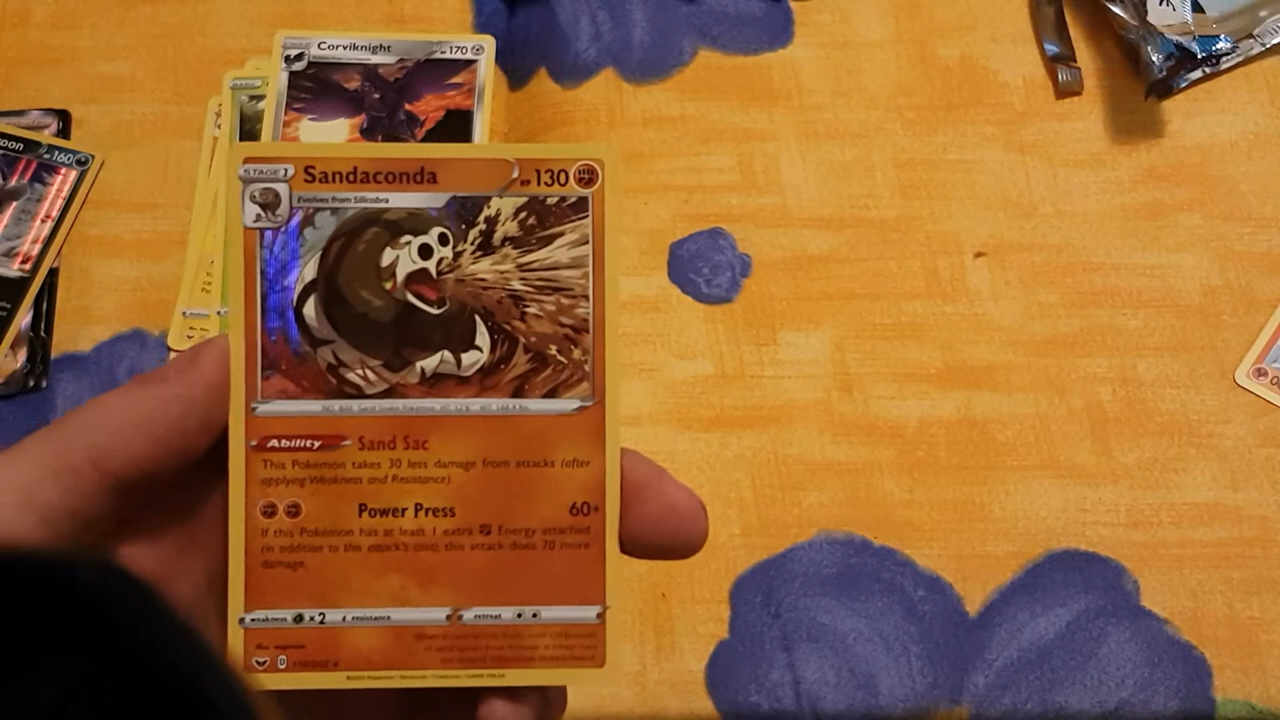 Corviknight
170
oon
160
BASIC
STAGE 1
Sandaconda
HP 130
Evolves from Silicobra
Ability Sand Sac
This Pokémon takes 30 less damage from attacks (after
applying Weakness and Resistance).
Power Press 60+
If this Pokémon has at least 1 extra Energy attached
(in addition to this attack's cost), this attack does 70 more
damage.
weakness ×2 resistance retreat
D